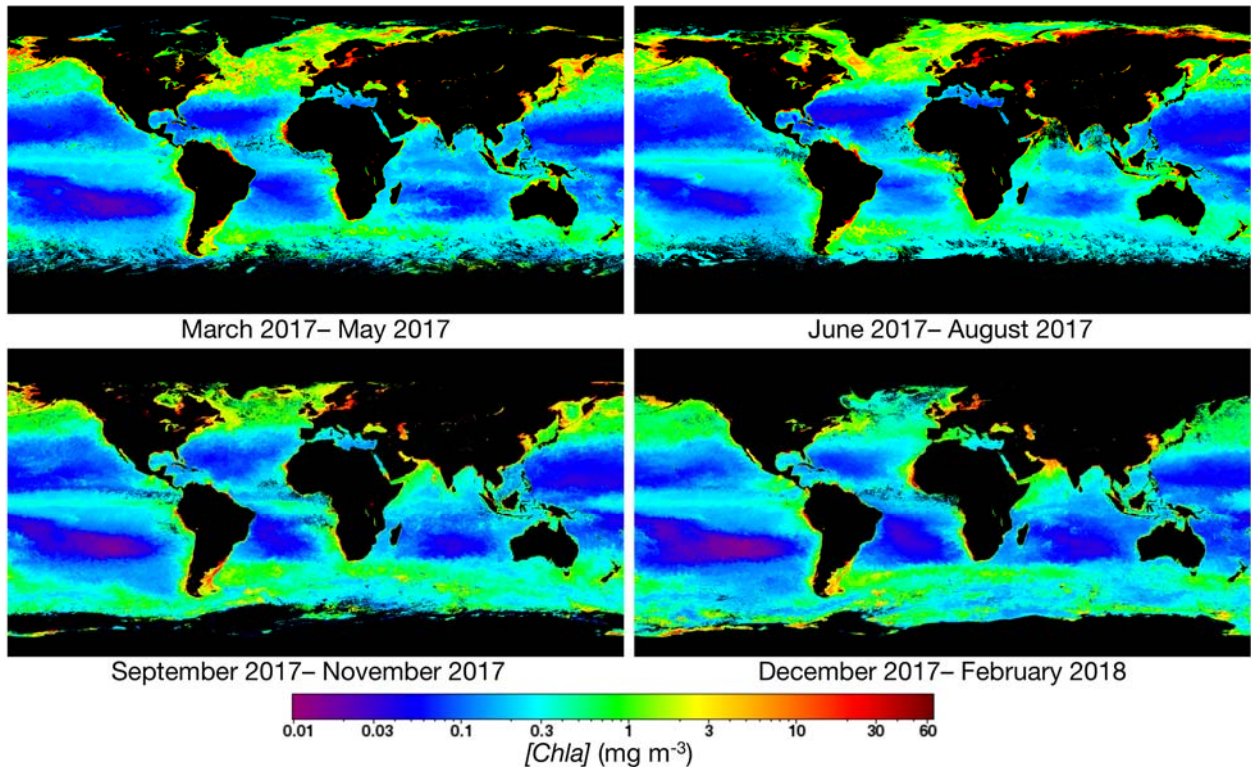 March 2017– May 2017
June 2017– August 2017
September 2017– November 2017
December 2017– February 2018
0.01 0.03 0.1 0.3 1 3 10 30 60
[Chla] (mg m⁻³)